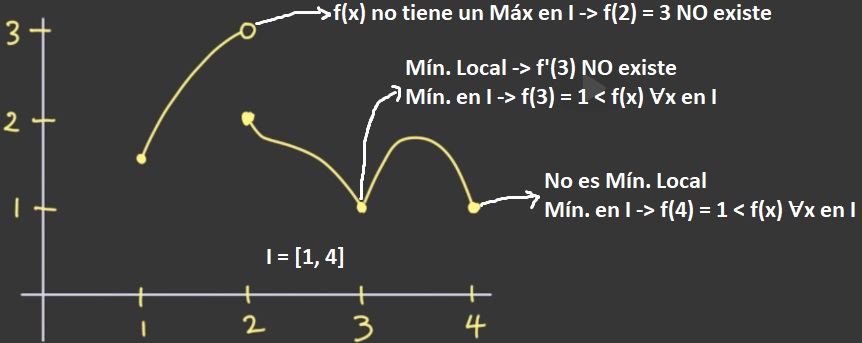 f(x) no tiene un Máx en I -> f(2) = 3 NO existe
3
Mín. Local -> f'(3) NO existe
Mín. en I -> f(3) = 1 < f(x) ∀x en I
2
No es Mín. Local
Mín. en I -> f(4) = 1 < f(x) ∀x en I
1
I = [1, 4]
1 2 3 4